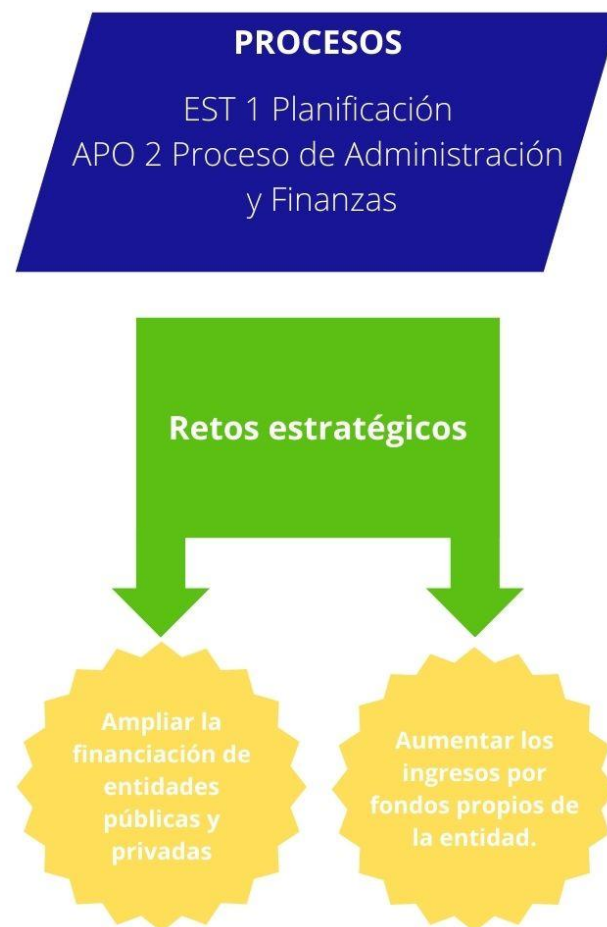 PROCESOS
EST 1 Planificación
APO 2 Proceso de Administración
y Finanzas
Retos estratégicos
Ampliar la
financiación de
entidades
públicas y
privadas
Aumentar los
ingresos por
fondos propios de
la entidad.